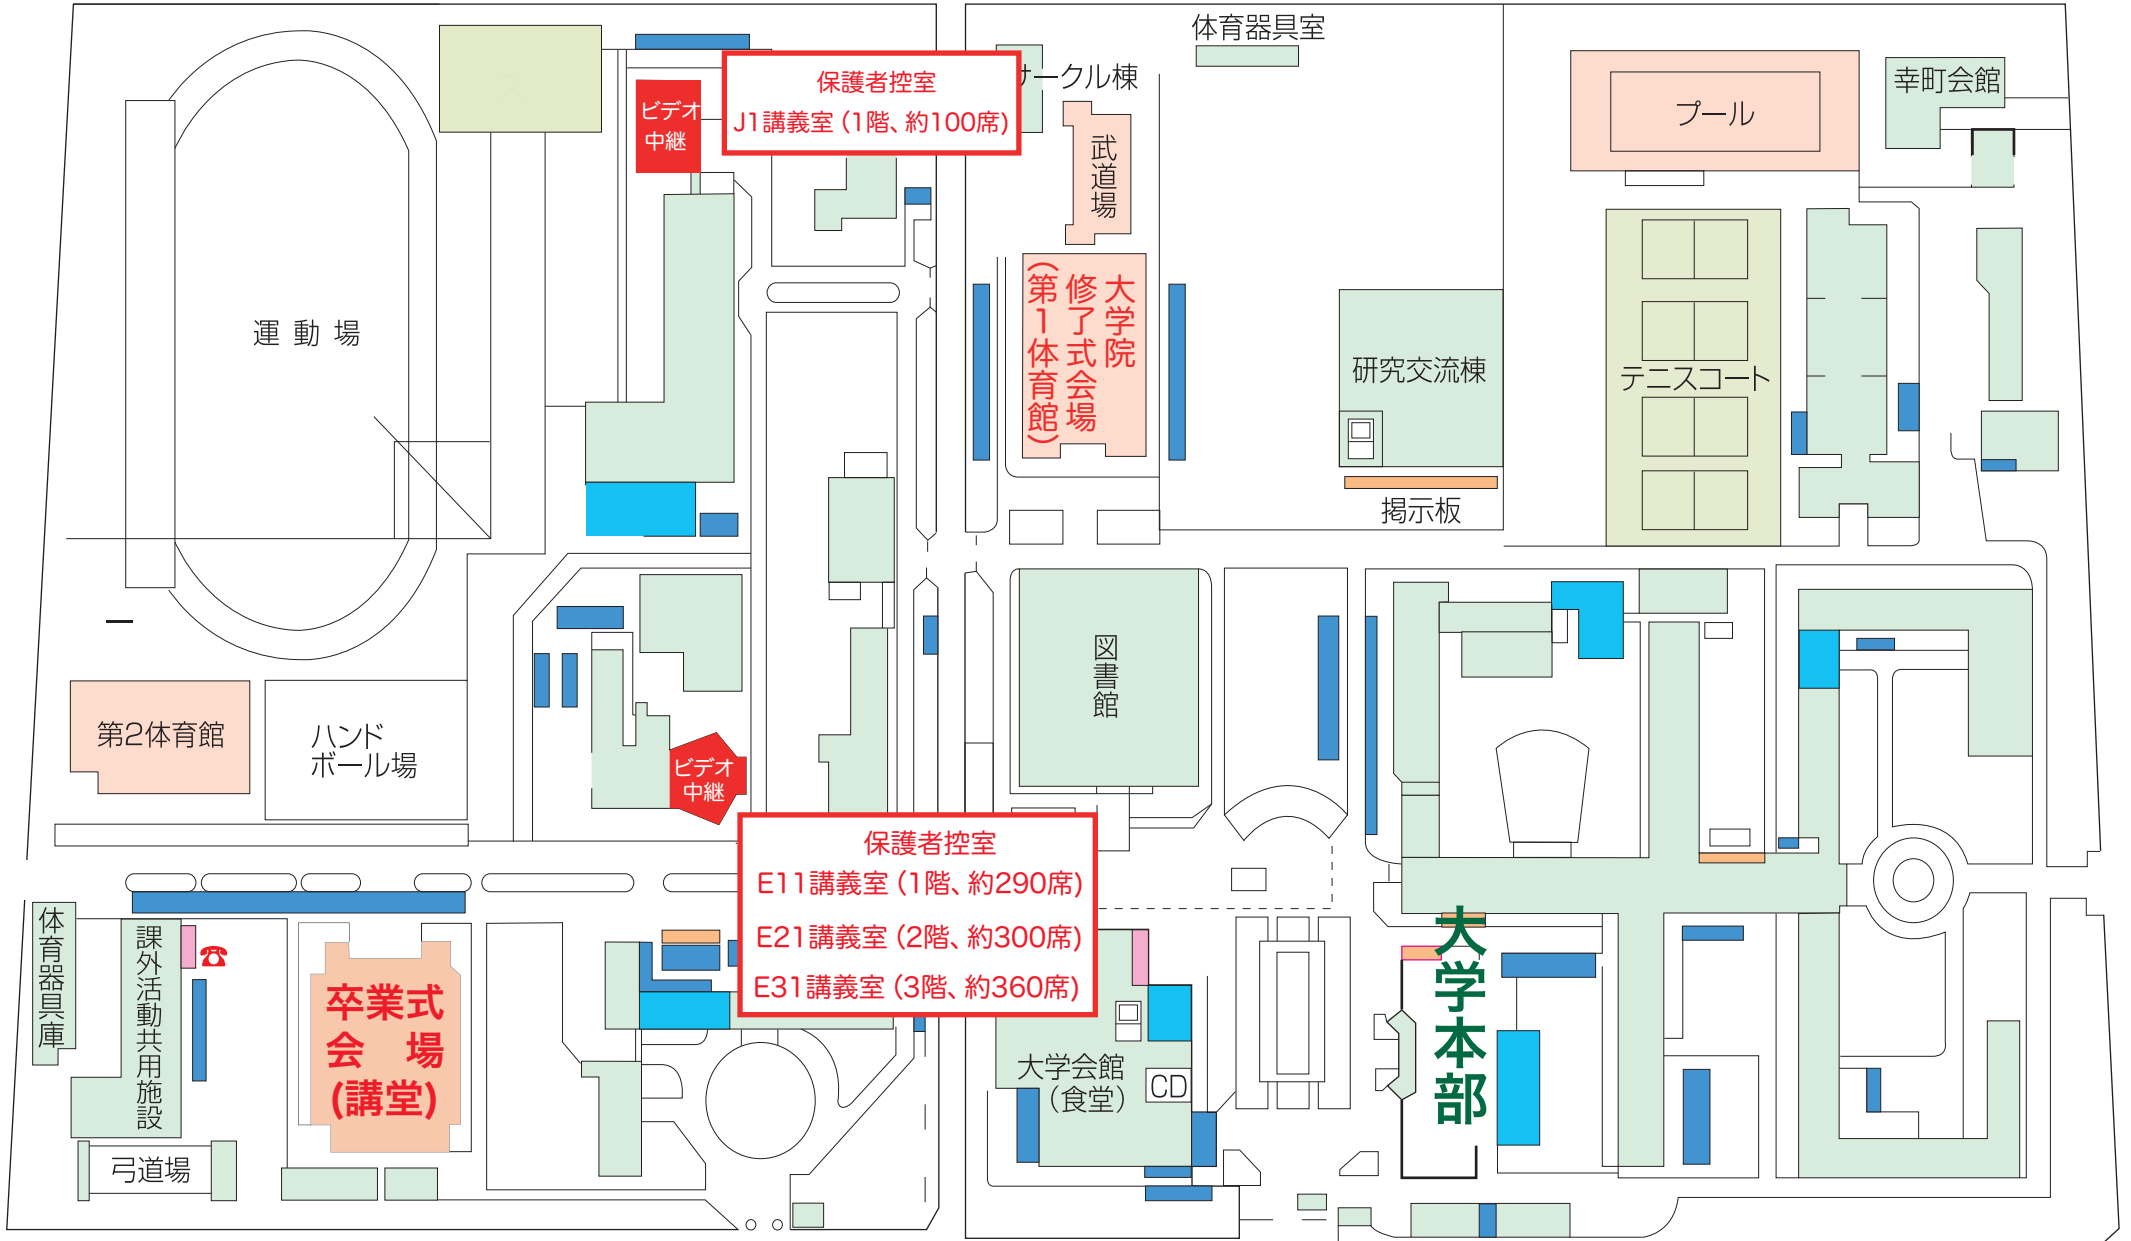 体育器具室
保護者控室
J1講義室（1階、約100席）
ビデオ
中継
サークル棟
武道場
プール
幸町会館
運動場
大学院
修了式会場
（第1体育館）
研究交流棟
掲示板
テニスコート
図書館
第2体育館
ハンド
ボール場
ビデオ
中継
保護者控室
E11講義室（1階、約290席）
E21講義室（2階、約300席）
E31講義室（3階、約360席）
体育器具庫
課外活動共用施設
卒業式
会　場
(講堂)
弓道場
大学会館
（食堂）
CD
大学本部